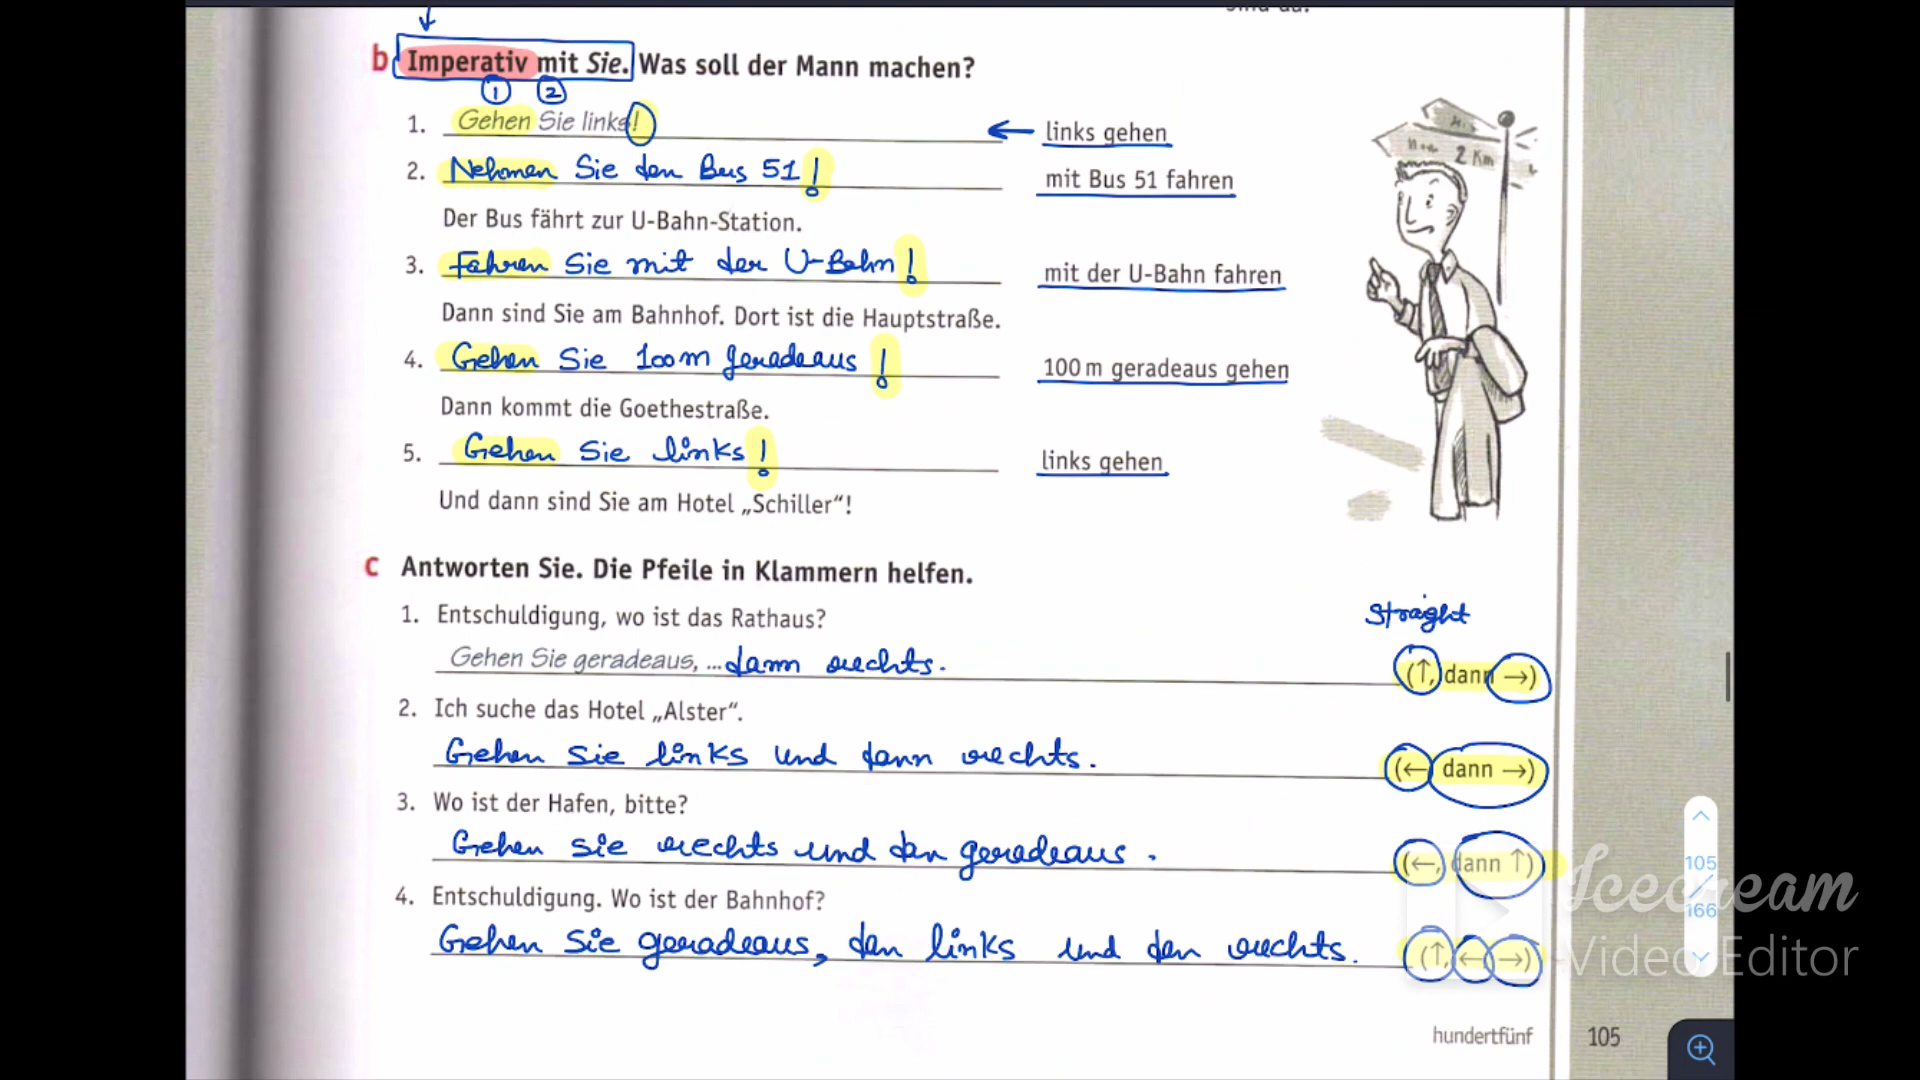 b Imperativ mit Sie. Was soll der Mann machen?
1 2
1. Gehen Sie links! links gehen
2. Nehmen Sie den Bus 51! mit Bus 51 fahren
Der Bus fährt zur U-Bahn-Station.
3. Fahren Sie mit der U-Bahn! mit der U-Bahn fahren
Dann sind Sie am Bahnhof. Dort ist die Hauptstraße.
4. Gehen Sie 100m geradeaus! 100 m geradeaus gehen
Dann kommt die Goethestraße.
5. Gehen Sie links! links gehen
Und dann sind Sie am Hotel „Schiller“!
2 Km
c Antworten Sie. Die Pfeile in Klammern helfen.
1. Entschuldigung, wo ist das Rathaus?
Straight
Gehen Sie geradeaus, ... dann rechts. (↑, dann →)
2. Ich suche das Hotel „Alster“.
Gehen Sie links und dann rechts. (← dann →)
3. Wo ist der Hafen, bitte?
Gehen Sie rechts und dan geradeaus. (←, dann ↑)
4. Entschuldigung. Wo ist der Bahnhof?
Gehen Sie geradeaus, dan links und dan rechts. (↑, ← →)
105
166
Icecream
Video Editor
hundertfünf 105